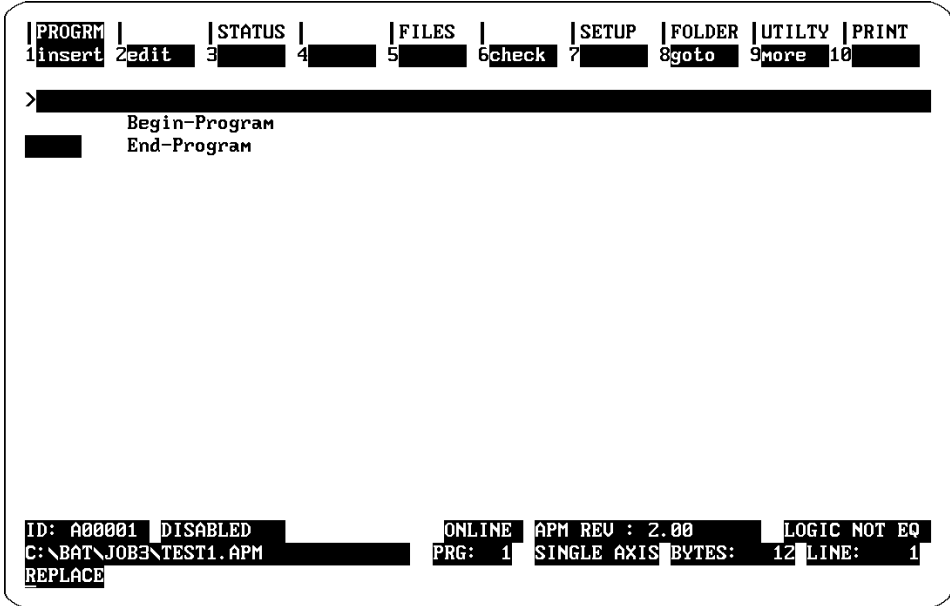 |PROGRM | |STATUS | |FILES | |SETUP |FOLDER |UTILTY |PRINT
1insert 2edit 3 4 5 6check 7 8goto 9more 10
>
Begin-Program
End-Program
ID: A00001 DISABLED ONLINE APM REV : 2.00 LOGIC NOT EQ
C:\BAT\JOB3\TEST1.APM PRG: 1 SINGLE AXIS BYTES: 12 LINE: 1
REPLACE